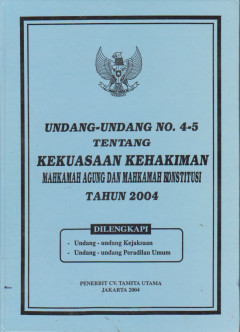 UNDANG-UNDANG NO. 4-5
TENTANG
KEKUASAAN KEHAKIMAN
MAHKAMAH AGUNG DAN MAHKAMAH KONSTITUSI
TAHUN 2004
DILENGKAPI
- Undang - undang Kejaksaan
- Undang - undang Peradilan Umum
PENERBIT CV. TAMITA UTAMA
JAKARTA 2004